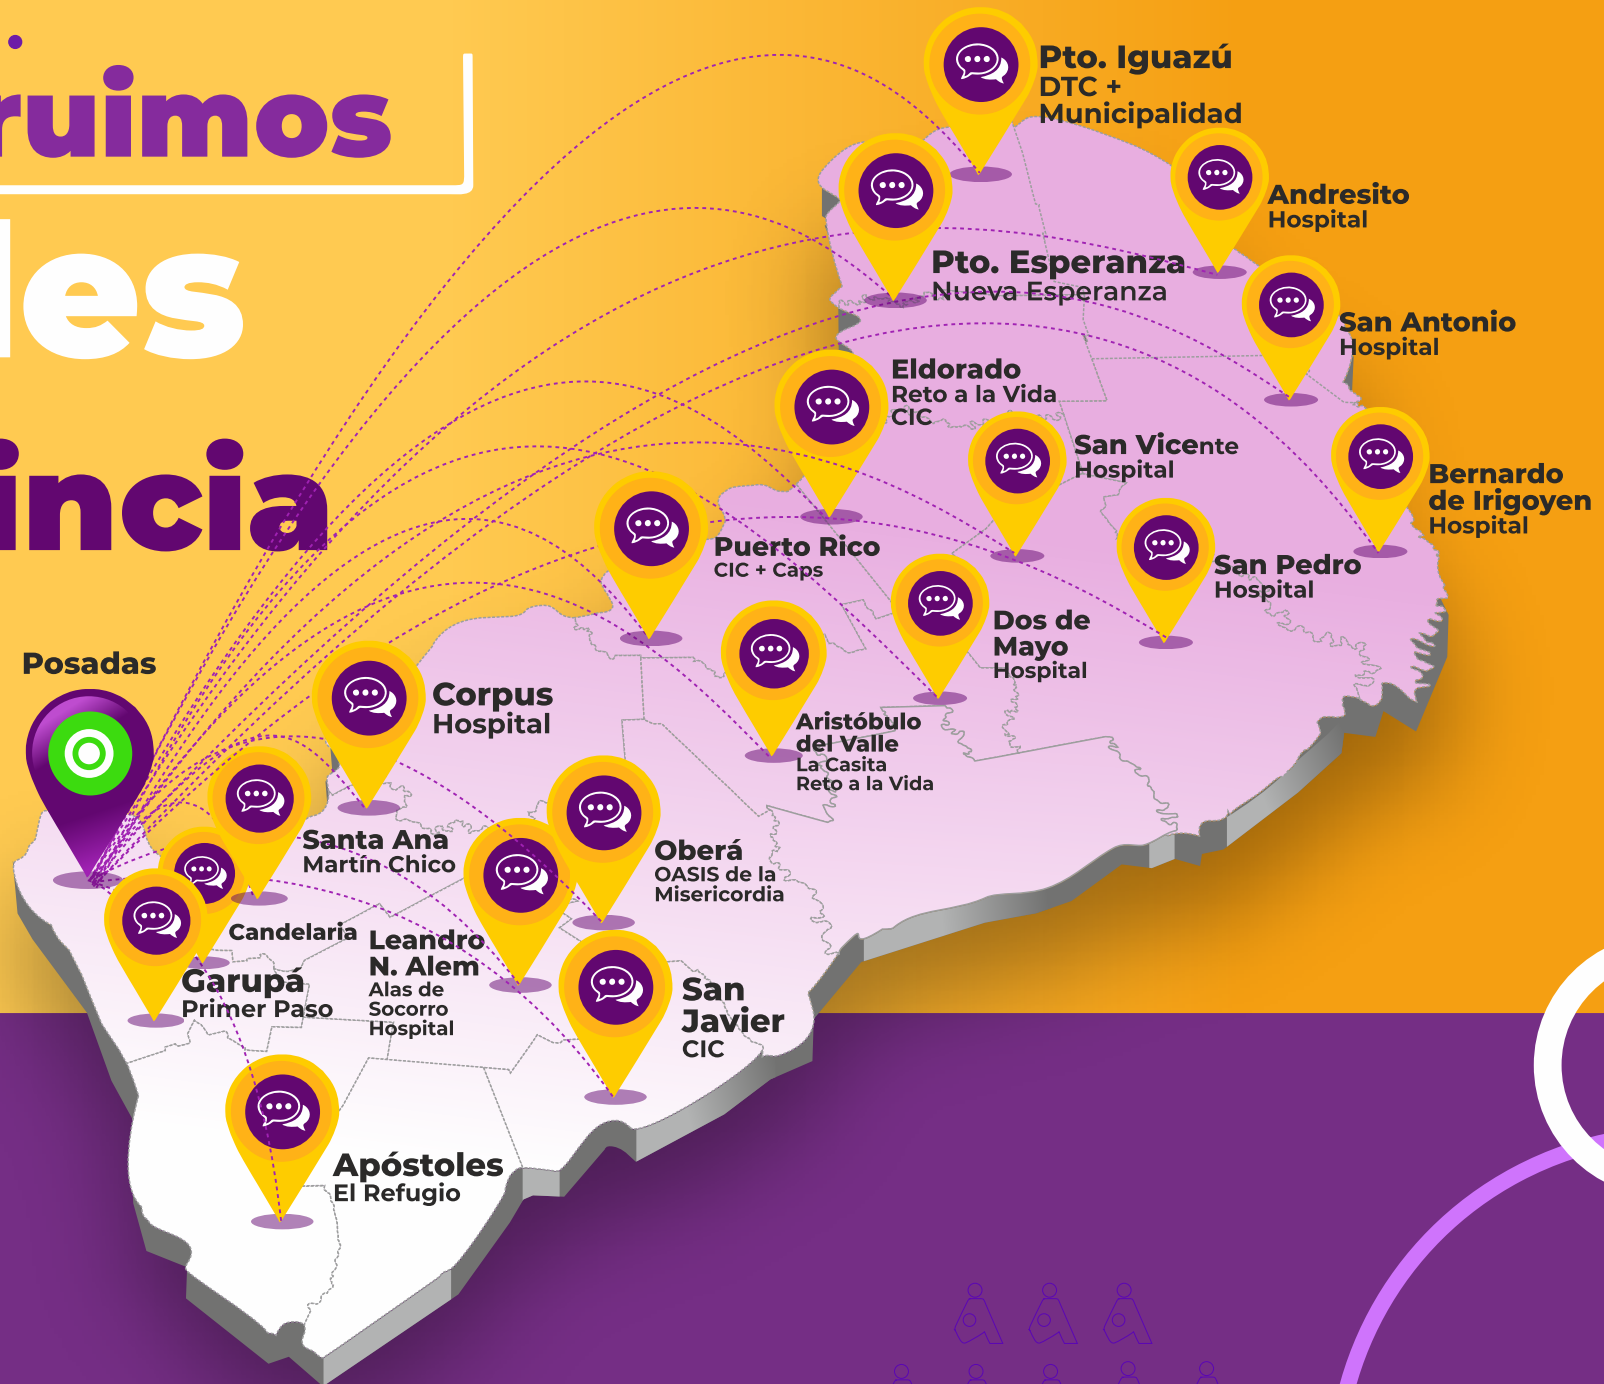 ruimos
les
incia
Pto. Iguazú
DTC +
Municipalidad
Andresito
Hospital
Pto. Esperanza
Nueva Esperanza
San Antonio
Hospital
Eldorado
Reto a la Vida
CIC
San Vicente
Hospital
Bernardo
de Irigoyen
Hospital
Puerto Rico
CIC + Caps
San Pedro
Hospital
Dos de
Mayo
Hospital
Posadas
Corpus
Hospital
Aristóbulo
del Valle
La Casita
Reto a la Vida
Santa Ana
Martín Chico
Oberá
OASIS de la
Misericordia
Candelaria
Leandro
N. Alem
Alas de
Socorro
Hospital
Garupá
Primer Paso
San
Javier
CIC
Apóstoles
El Refugio